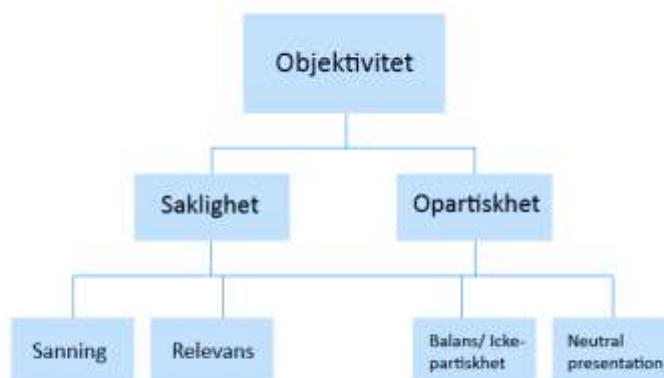 Objektivitet
Saklighet
Opartiskhet
Sanning
Relevans
Balans/ Icke-
partiskhet
Neutral
presentation